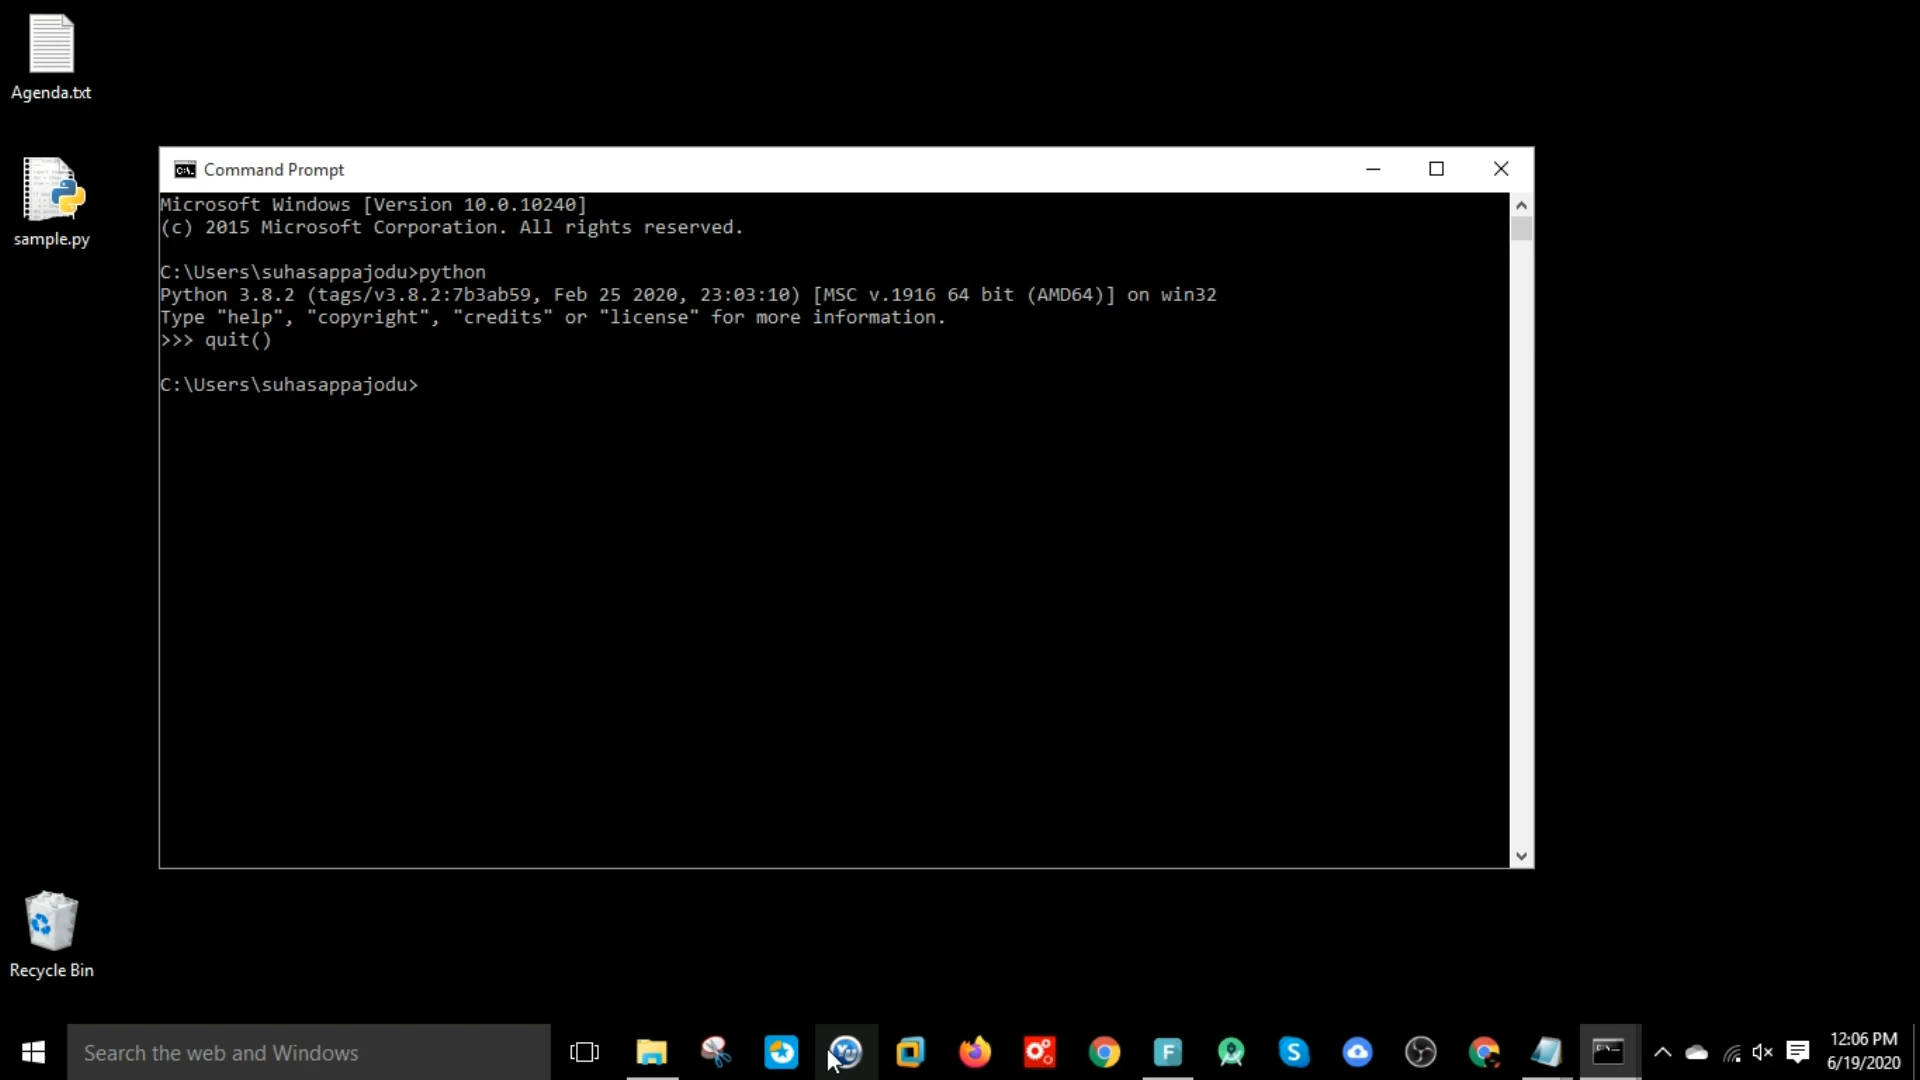 Agenda.txt
sample.py
Command Prompt
Microsoft Windows [Version 10.0.10240]
(c) 2015 Microsoft Corporation. All rights reserved.
C:\Users\suhasappajodu>python
Python 3.8.2 (tags/v3.8.2:7b3ab59, Feb 25 2020, 23:03:10) [MSC v.1916 64 bit (AMD64)] on win32
Type "help", "copyright", "credits" or "license" for more information.
>>> quit()
C:\Users\suhasappajodu>
Recycle Bin
Search the web and Windows
12:06 PM
6/19/2020